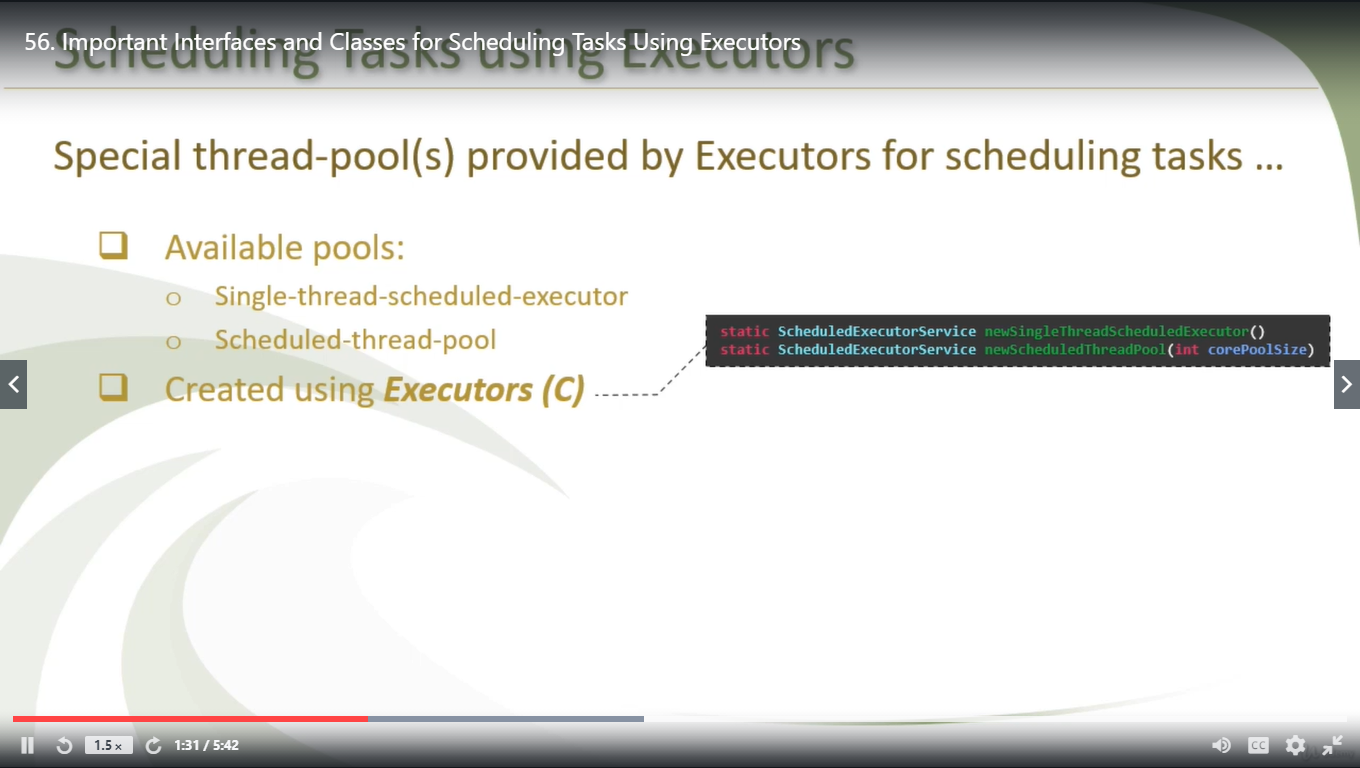 56. Important Interfaces and Classes for Scheduling Tasks Using Executors
Scheduling Tasks using Executors
Special thread-pool(s) provided by Executors for scheduling tasks ...
Available pools:
Single-thread-scheduled-executor
Scheduled-thread-pool
static ScheduledExecutorService newSingleThreadScheduledExecutor()
static ScheduledExecutorService newScheduledThreadPool(int corePoolSize)
Created using Executors (C)
1.5 x
1:31 / 5:42
CC